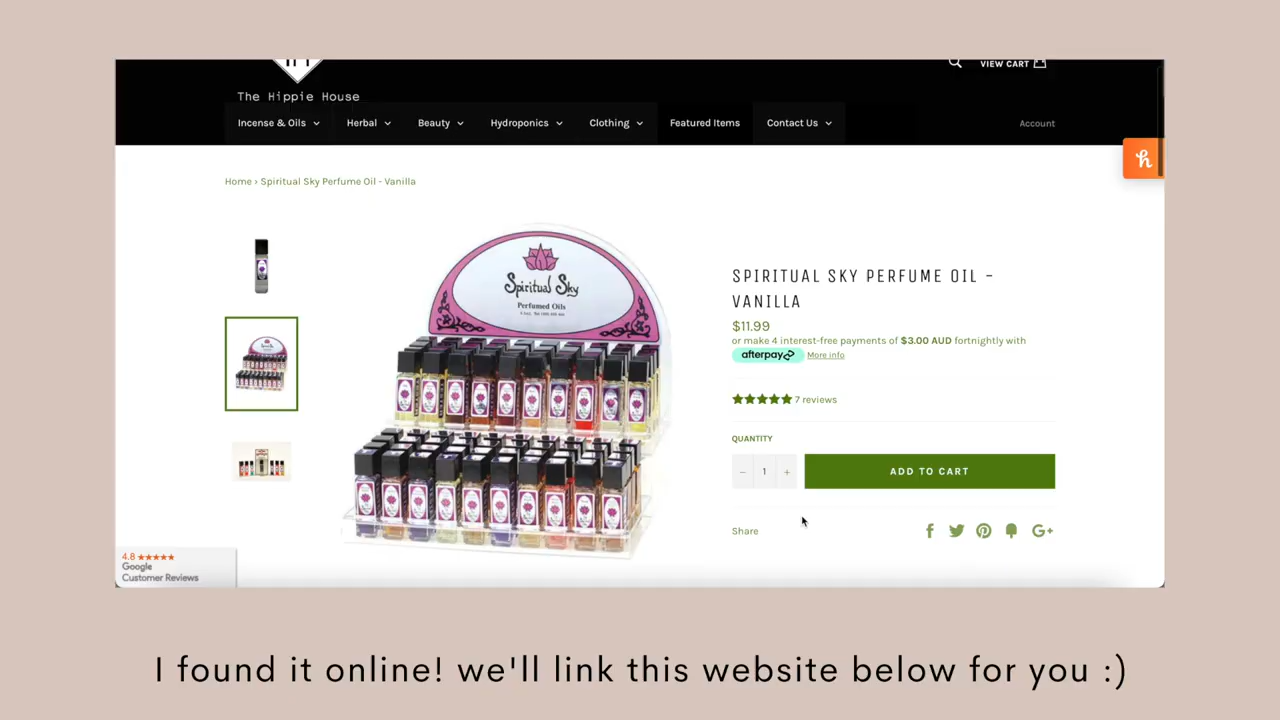 VIEW CART
The Hippie House
Incense & Oils Herbal Beauty Hydroponics Clothing Featured Items Contact Us Account
Home › Spiritual Sky Perfume Oil - Vanilla
Spiritual Sky
Perfumed Oils
SPIRITUAL SKY PERFUME OIL -
VANILLA
$11.99
or make 4 interest-free payments of $3.00 AUD fortnightly with
afterpay More info
7 reviews
QUANTITY
− 1 + ADD TO CART
Share
4.8
Google
Customer Reviews
I found it online! we'll link this website below for you :)